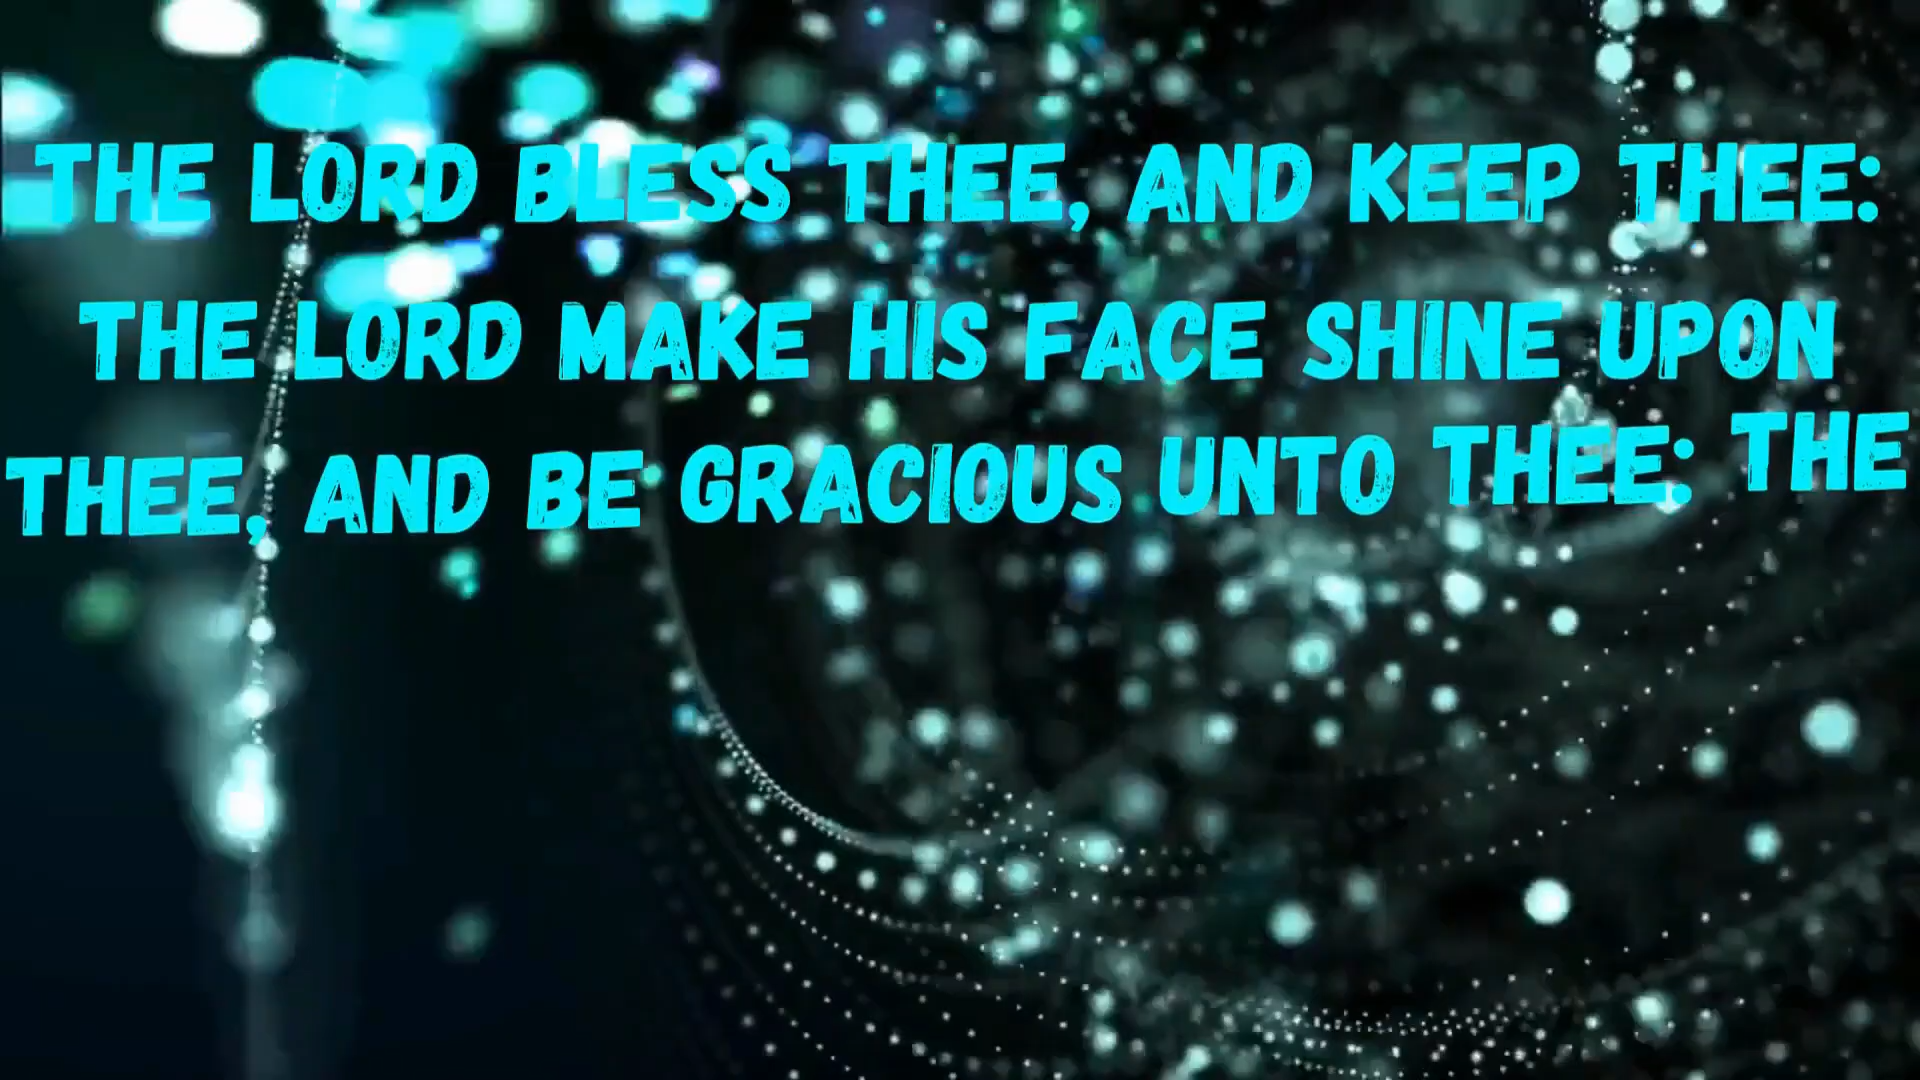 THE LORD BLESS THEE, AND KEEP THEE:
THE LORD MAKE HIS FACE SHINE UPON
THEE, AND BE GRACIOUS UNTO THEE: THE